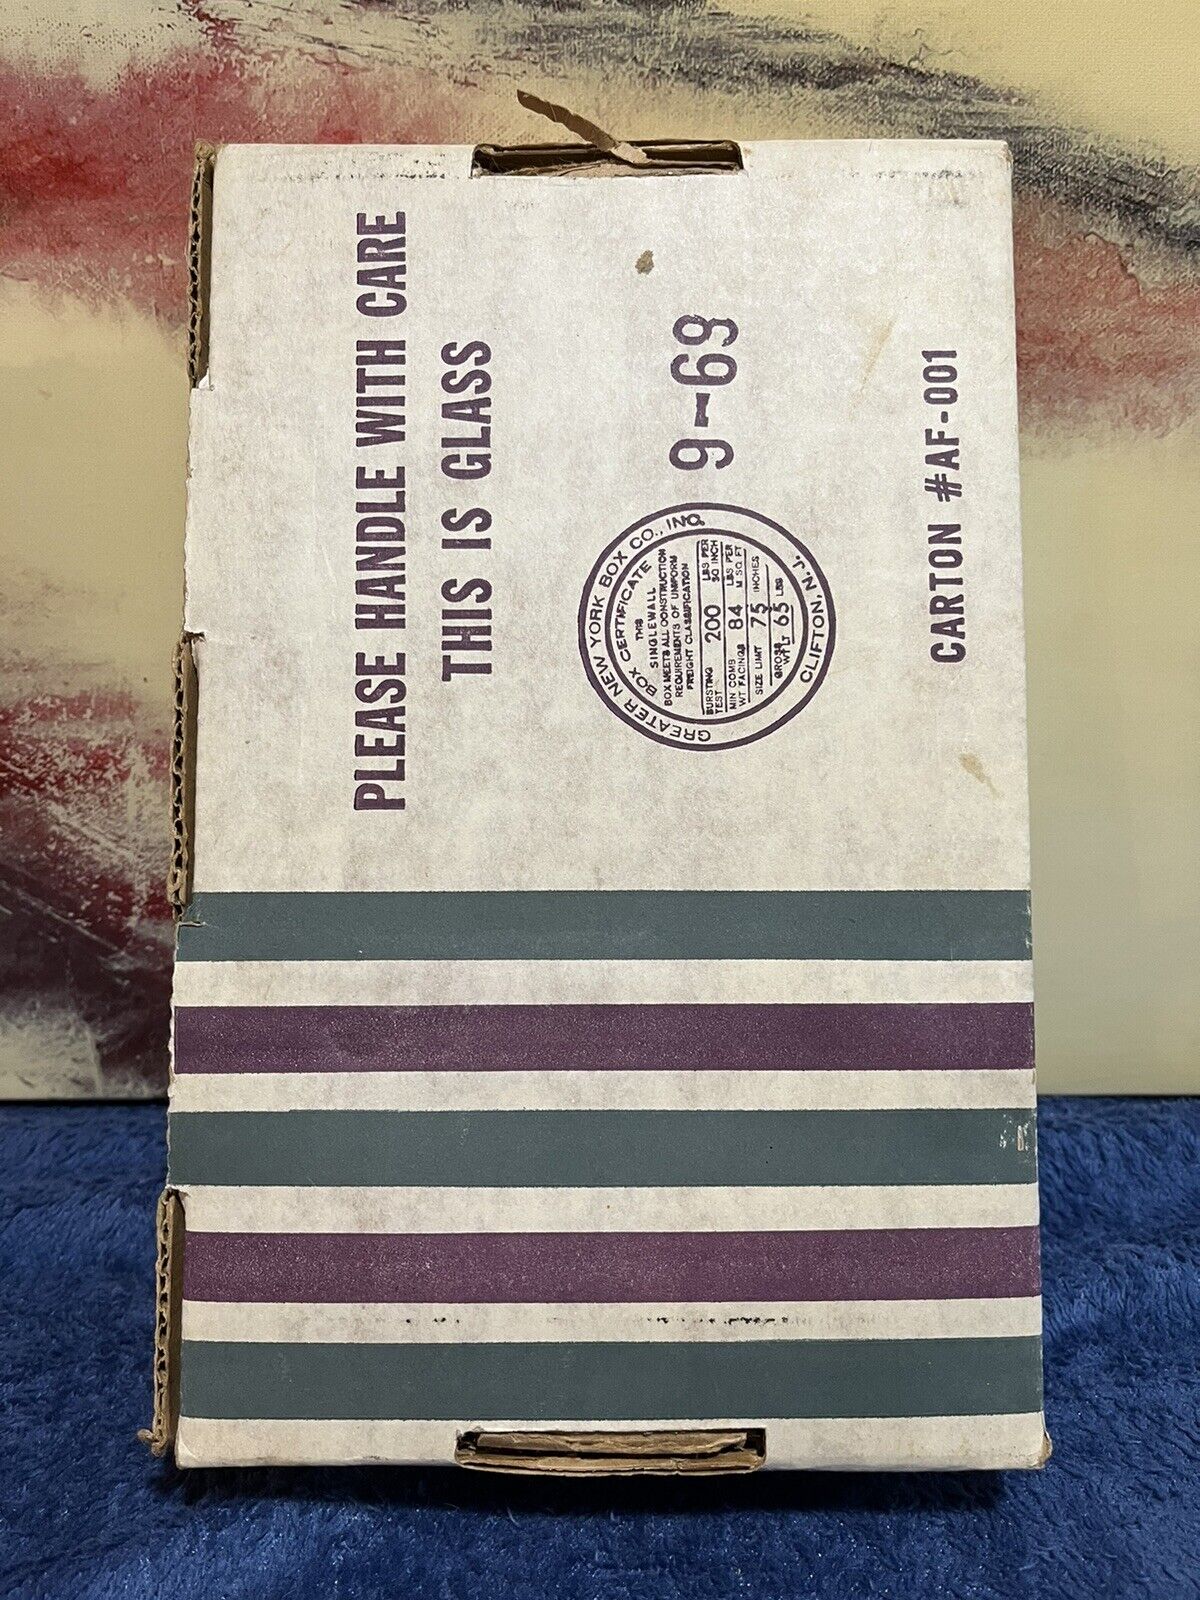 PLEASE HANDLE WITH CARE
THIS IS GLASS
9-69
GREATER NEW YORK BOX CO., INC.
BOX CERTIFICATE
THIS
SINGLEWALL
BOX MEETS ALL CONSTRUCTION
REQUIREMENTS OF UNIFORM
FREIGHT CLASSIFICATION
BURSTING TEST 200 LBS PER SQ INCH
MIN COMB WT FACINGS 84 LBS PER M SQ FT
SIZE LIMIT 75 INCHES
GROSS WT LT 65 LBS
CLIFTON, N.J.
CARTON #AF-001